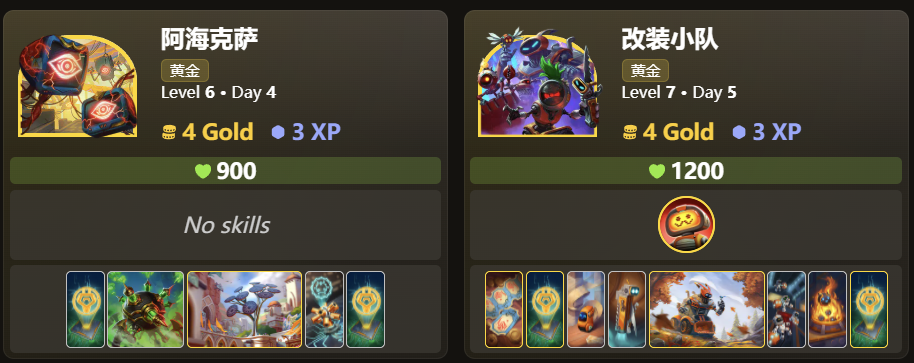 阿海克萨
黄金
Level 6 • Day 4
4 Gold 3 XP
900
No skills
改装小队
黄金
Level 7 • Day 5
4 Gold 3 XP
1200